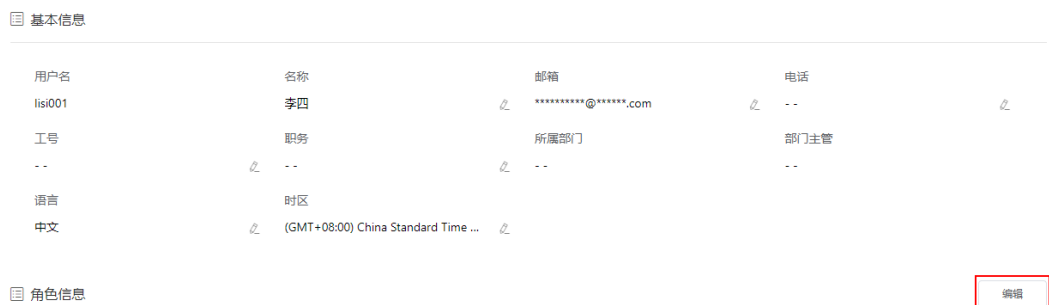 基本信息
用户名 名称 邮箱 电话
lisi001 李四 **********@******.com - -
工号 职务 所属部门 部门主管
- - - - - - - -
语言 时区
中文 (GMT+08:00) China Standard Time ...
角色信息 编辑